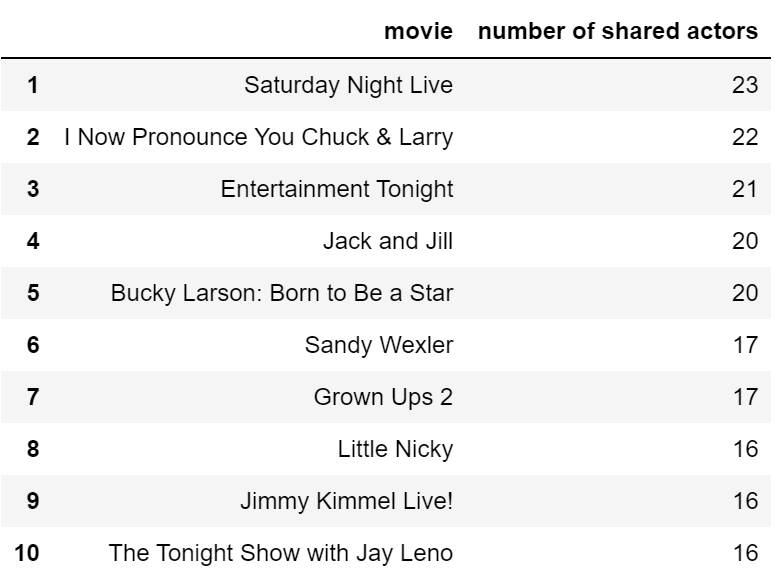 movie number of shared actors
1 Saturday Night Live 23
2 I Now Pronounce You Chuck & Larry 22
3 Entertainment Tonight 21
4 Jack and Jill 20
5 Bucky Larson: Born to Be a Star 20
6 Sandy Wexler 17
7 Grown Ups 2 17
8 Little Nicky 16
9 Jimmy Kimmel Live! 16
10 The Tonight Show with Jay Leno 16